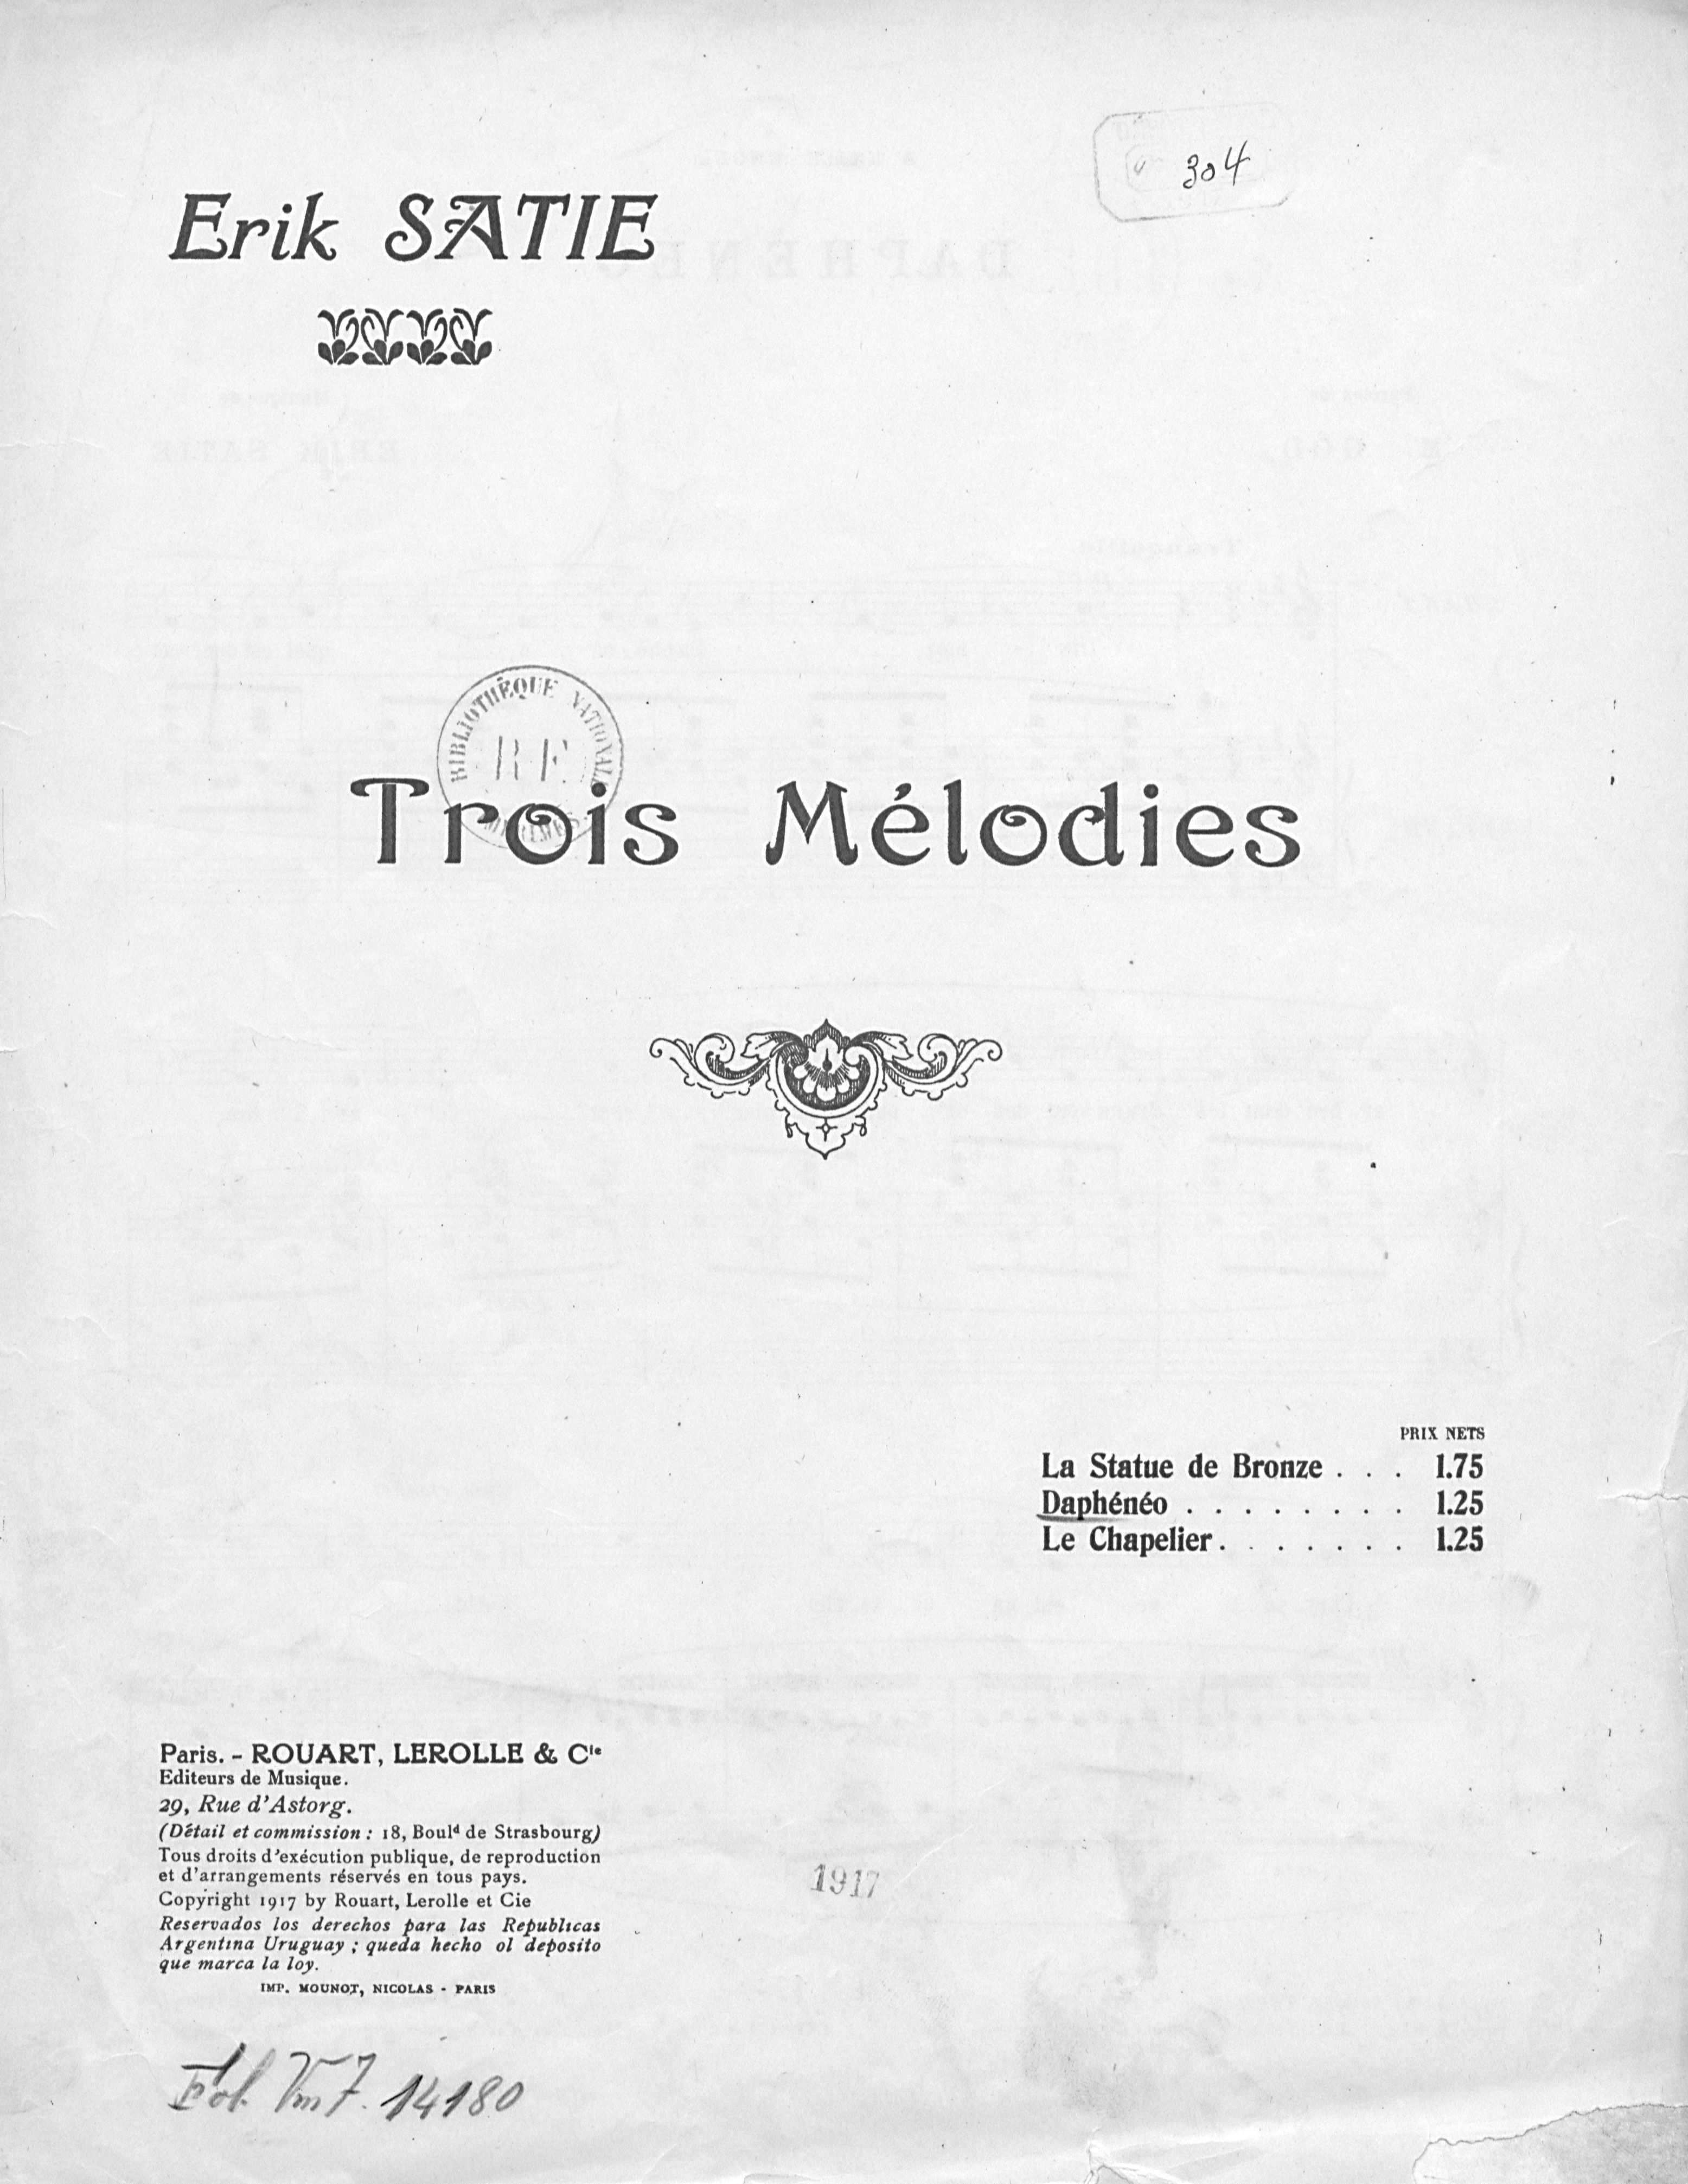 304
Erik SATIE
BIBLIOTHÈQUE NATIONALE
R F
Trois Mélodies
PRIX NETS
La Statue de Bronze . . . 1.75
Daphénéo . . . . . . . . 1.25
Le Chapelier . . . . . . . 1.25
Paris. - ROUART, LEROLLE & Cie
Editeurs de Musique.
29, Rue d'Astorg.
(Détail et commission : 18, Bould de Strasbourg)
Tous droits d'exécution publique, de reproduction
et d'arrangements réservés en tous pays.
Copyright 1917 by Rouart, Lerolle et Cie
Reservados los derechos para las Republicas
Argentina Uruguay ; queda hecho ol deposito
que marca la loy.
IMP. MOUNOT, NICOLAS - PARIS
1917
Fol. Vm7. 14180